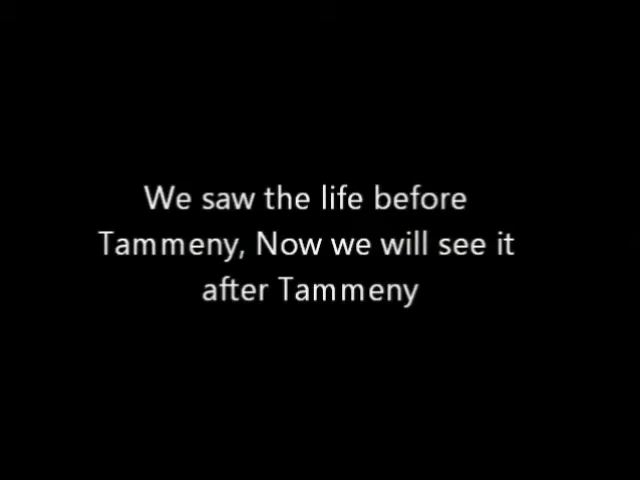 We saw the life before
Tammeny, Now we will see it
after Tammeny